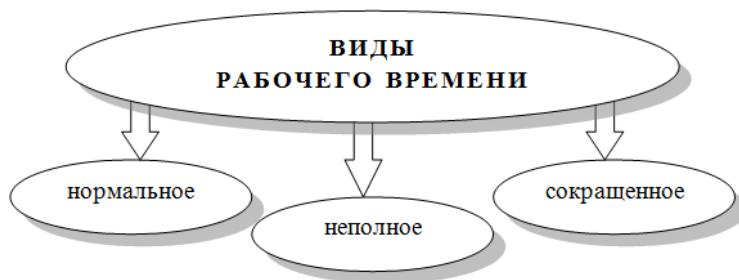 ВИДЫ
РАБОЧЕГО ВРЕМЕНИ
нормальное
неполное
сокращенное